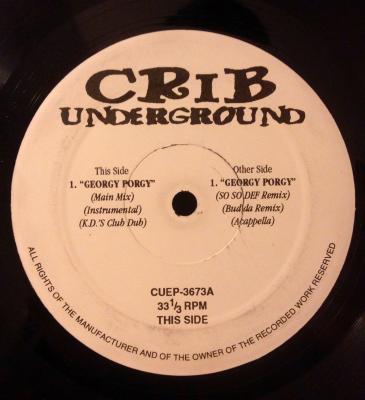 CRIB
UNDERGROUND
This Side
1. "GEORGY PORGY"
(Main Mix)
(Instrumental)
(K.D.'S Club Dub)
Other Side
1. "GEORGY PORGY"
(SO SO DEF Remix)
(Budda Remix)
(Acappella)
CUEP-3673A
33 1/3 RPM
THIS SIDE
ALL RIGHTS OF THE MANUFACTURER AND OF THE OWNER OF THE RECORDED WORK RESERVED